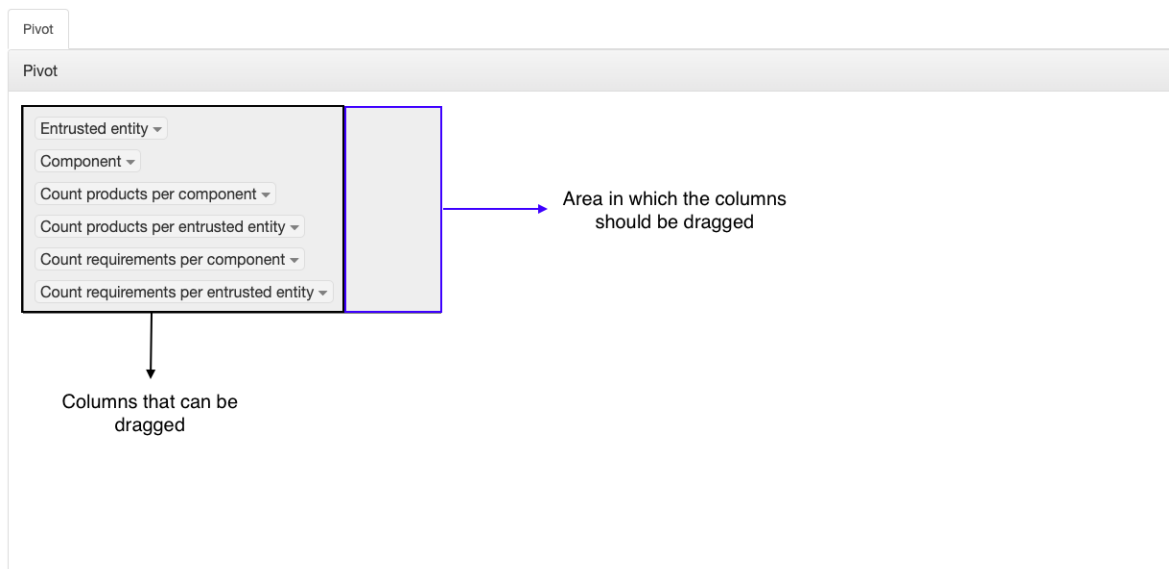 Pivot
Pivot
Entrusted entity
Component
Count products per component
Count products per entrusted entity
Count requirements per component
Count requirements per entrusted entity
Area in which the columns
should be dragged
Columns that can be
dragged